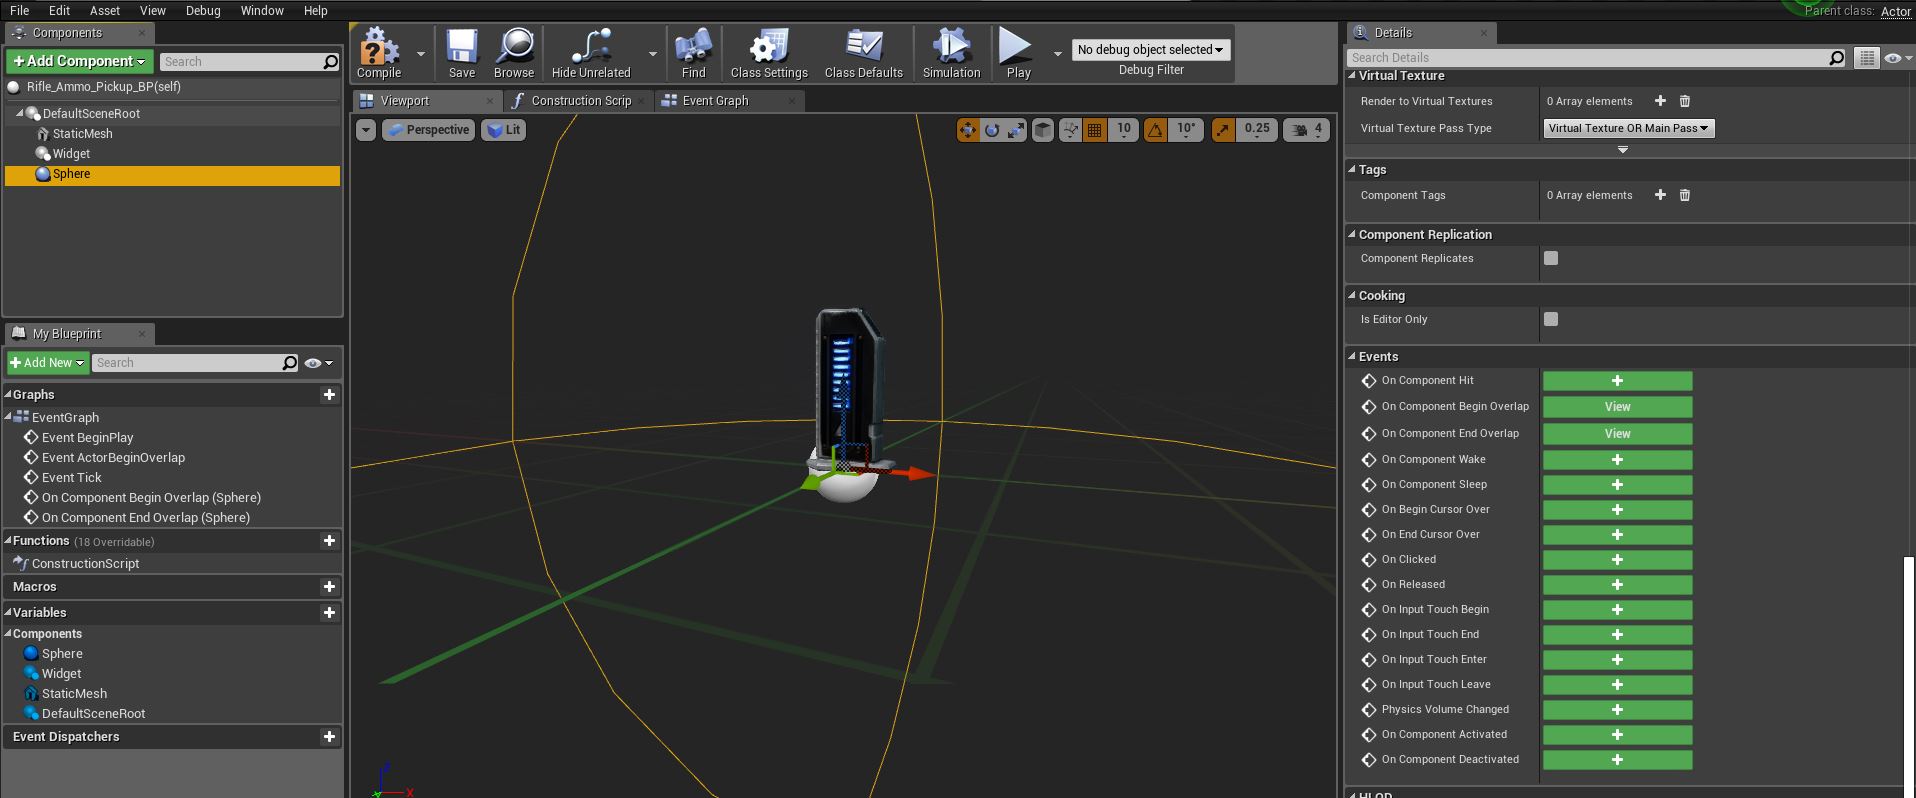 File Edit Asset View Debug Window Help
Parent class: Actor
Components
+ Add Component
Search
Rifle_Ammo_Pickup_BP(self)
DefaultSceneRoot
StaticMesh
Widget
Sphere
My Blueprint
+ Add New
Search
Graphs
EventGraph
Event BeginPlay
Event ActorBeginOverlap
Event Tick
On Component Begin Overlap (Sphere)
On Component End Overlap (Sphere)
Functions (18 Overridable)
ConstructionScript
Macros
Variables
Components
Sphere
Widget
StaticMesh
DefaultSceneRoot
Event Dispatchers
Compile
Save
Browse
Hide Unrelated
Find
Class Settings
Class Defaults
Simulation
Play
No debug object selected
Debug Filter
Viewport
Construction Scrip
Event Graph
Perspective
Lit
10
10°
0.25
4
Z
X
Details
Search Details
Virtual Texture
Render to Virtual Textures 0 Array elements
Virtual Texture Pass Type Virtual Texture OR Main Pass
Tags
Component Tags 0 Array elements
Component Replication
Component Replicates
Cooking
Is Editor Only
Events
On Component Hit
On Component Begin Overlap View
On Component End Overlap View
On Component Wake
On Component Sleep
On Begin Cursor Over
On End Cursor Over
On Clicked
On Released
On Input Touch Begin
On Input Touch End
On Input Touch Enter
On Input Touch Leave
Physics Volume Changed
On Component Activated
On Component Deactivated
HLOD